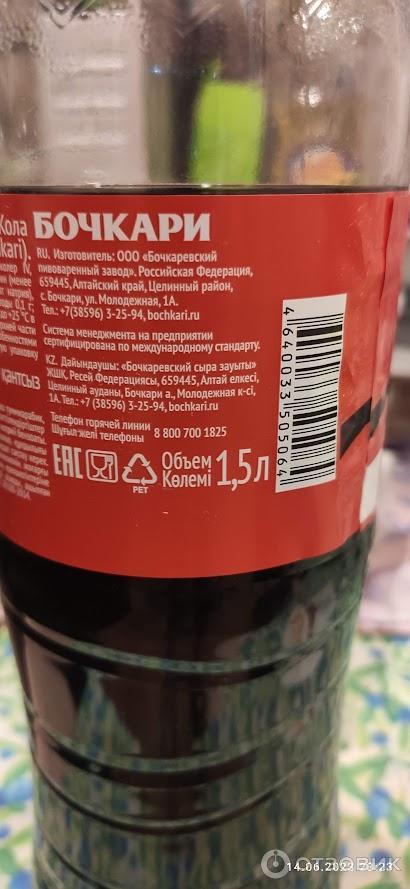 Кола БОЧКАРИ
kari).
RU. Изготовитель: ООО «Бочкаревский
пивоваренный завод». Российская Федерация,
659445, Алтайский край, Целинный район,
с. Бочкари, ул. Молодежная, 1А.
Тел.: +7(38596) 3-25-94, bochkari.ru
Система менеджмента на предприятии
сертифицирована по международному стандарту.
KZ. Дайындаушы: «Бочкаревский сыра зауыты»
ЖШҚ, Ресей Федерациясы, 659445, Алтай елкесі,
Целинный ауданы, Бочкари а., Молодежная к-сі,
1А. Тел.: +7 (38596) 3-25-94, bochkari.ru
Телефон горячей линии
Шұғыл желі телефоны 8 800 700 1825
EAC
PET
Объем
Көлемі 1,5л
4640033505064
14.06.2023
отзовик